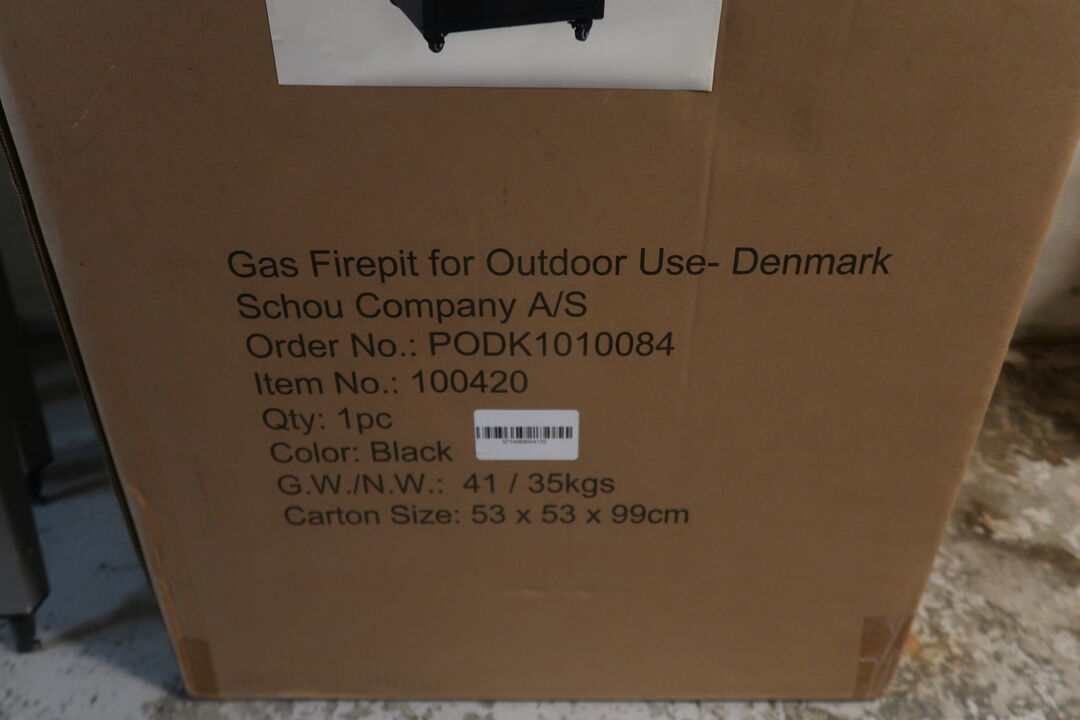 Gas Firepit for Outdoor Use- Denmark
Schou Company A/S
Order No.: PODK1010084
Item No.: 100420
Qty: 1pc
Color: Black
G.W./N.W.: 41 / 35kgs
Carton Size: 53 x 53 x 99cm